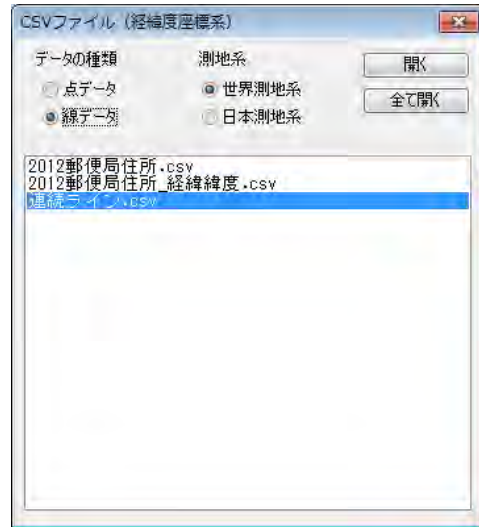 CSVファイル（経緯度座標系）
データの種類
測地系
開く
点データ
世界測地系
全て開く
線データ
日本測地系
2012郵便局住所.csv
2012郵便局住所_経緯緯度.csv
連続ライン.csv